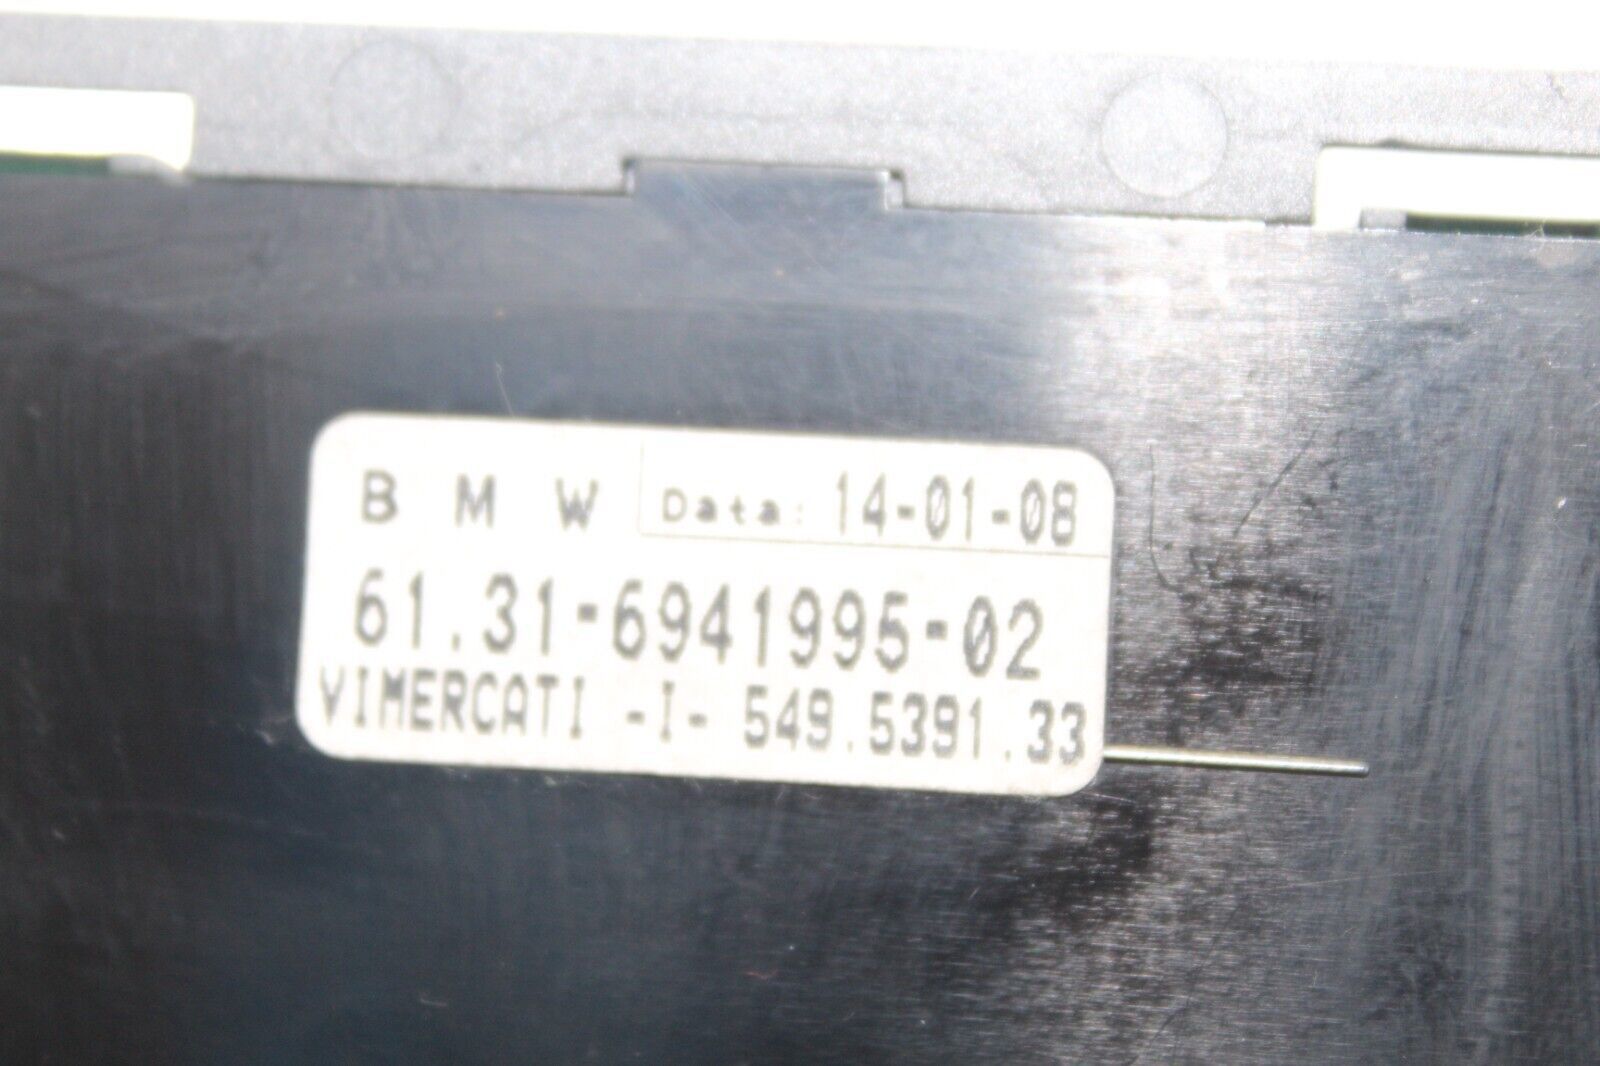 B M W Data: 14-01-08
61.31-6941995-02
VIMERCATI -I- 549.5391.33